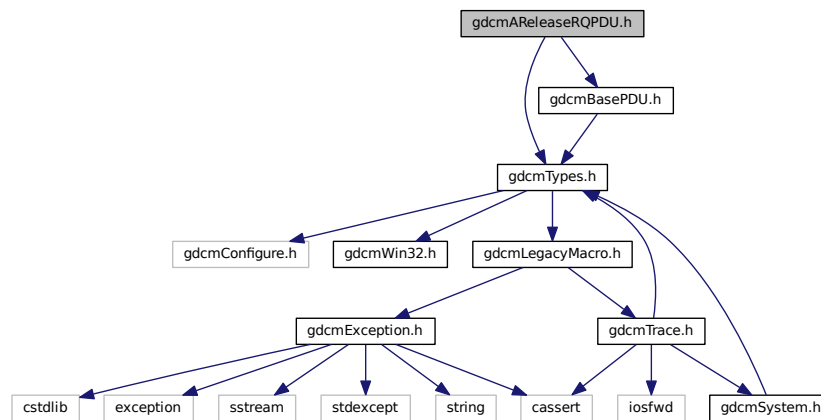 gdcmAReleaseRQPDU.h
gdcmBasePDU.h
gdcmTypes.h
gdcmConfigure.h
gdcmWin32.h
gdcmLegacyMacro.h
gdcmException.h
gdcmTrace.h
cstdlib
exception
sstream
stdexcept
string
cassert
iosfwd
gdcmSystem.h